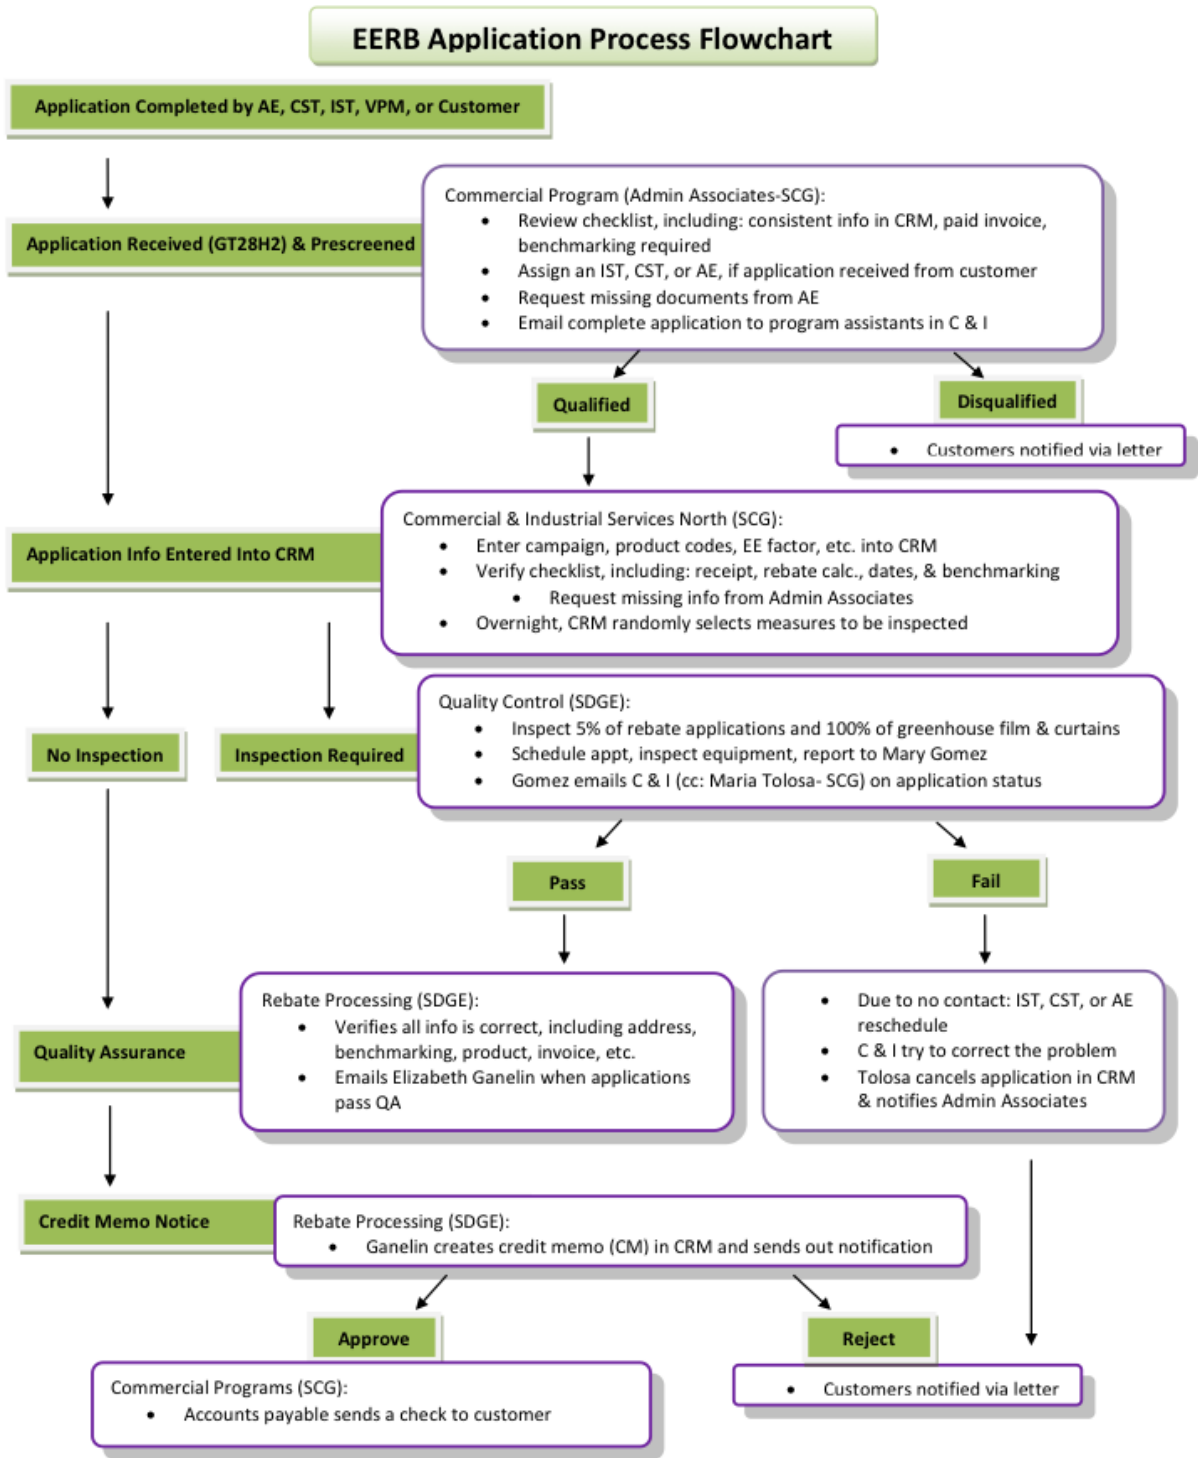 EERB Application Process Flowchart
Application Completed by AE, CST, IST, VPM, or Customer
Application Received (GT28H2) & Prescreened
Commercial Program (Admin Associates-SCG):
• Review checklist, including: consistent info in CRM, paid invoice,
benchmarking required
• Assign an IST, CST, or AE, if application received from customer
• Request missing documents from AE
• Email complete application to program assistants in C & I
Qualified
Disqualified
• Customers notified via letter
Application Info Entered Into CRM
Commercial & Industrial Services North (SCG):
• Enter campaign, product codes, EE factor, etc. into CRM
• Verify checklist, including: receipt, rebate calc., dates, & benchmarking
• Request missing info from Admin Associates
• Overnight, CRM randomly selects measures to be inspected
No Inspection
Inspection Required
Quality Control (SDGE):
• Inspect 5% of rebate applications and 100% of greenhouse film & curtains
• Schedule appt, inspect equipment, report to Mary Gomez
• Gomez emails C & I (cc: Maria Tolosa- SCG) on application status
Pass
Fail
Quality Assurance
Rebate Processing (SDGE):
• Verifies all info is correct, including address,
benchmarking, product, invoice, etc.
• Emails Elizabeth Ganelin when applications
pass QA
• Due to no contact: IST, CST, or AE
reschedule
• C & I try to correct the problem
• Tolosa cancels application in CRM
& notifies Admin Associates
Credit Memo Notice
Rebate Processing (SDGE):
• Ganelin creates credit memo (CM) in CRM and sends out notification
Approve
Reject
Commercial Programs (SCG):
• Accounts payable sends a check to customer
• Customers notified via letter